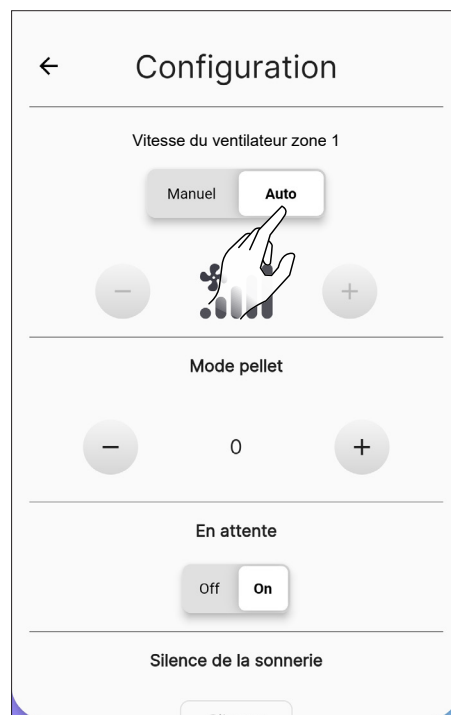 Configuration
Vitesse du ventilateur zone 1
Manuel Auto
Mode pellet
0
En attente
Off On
Silence de la sonnerie